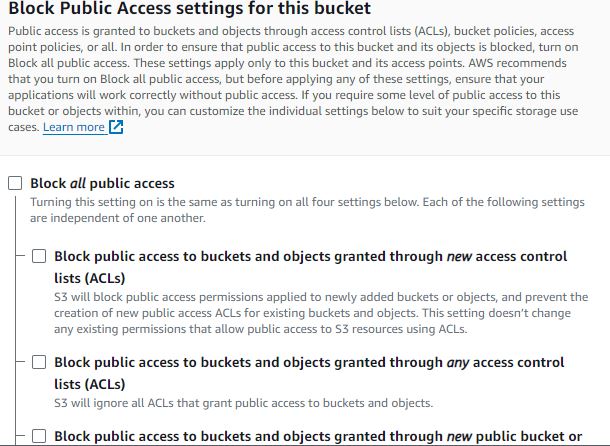 Block Public Access settings for this bucket
Public access is granted to buckets and objects through access control lists (ACLs), bucket policies, access
point policies, or all. In order to ensure that public access to this bucket and its objects is blocked, turn on
Block all public access. These settings apply only to this bucket and its access points. AWS recommends
that you turn on Block all public access, but before applying any of these settings, ensure that your
applications will work correctly without public access. If you require some level of public access to this
bucket or objects within, you can customize the individual settings below to suit your specific storage use
cases. Learn more
Block all public access
Turning this setting on is the same as turning on all four settings below. Each of the following settings
are independent of one another.
Block public access to buckets and objects granted through new access control
lists (ACLs)
S3 will block public access permissions applied to newly added buckets or objects, and prevent the
creation of new public access ACLs for existing buckets and objects. This setting doesn't change
any existing permissions that allow public access to S3 resources using ACLs.
Block public access to buckets and objects granted through any access control
lists (ACLs)
S3 will ignore all ACLs that grant public access to buckets and objects.
Block public access to buckets and objects granted through new public bucket or